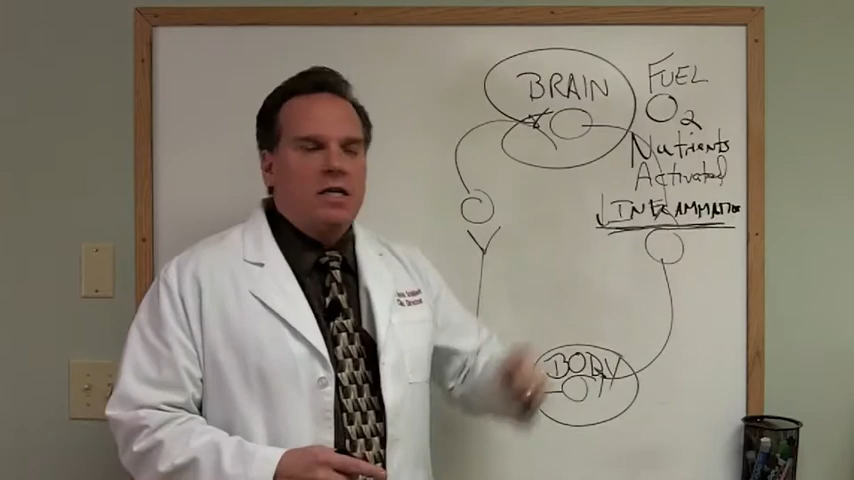 BRAIN
FUEL
O2
Nutrients
Activated
↓INFLAMMATION
BODY